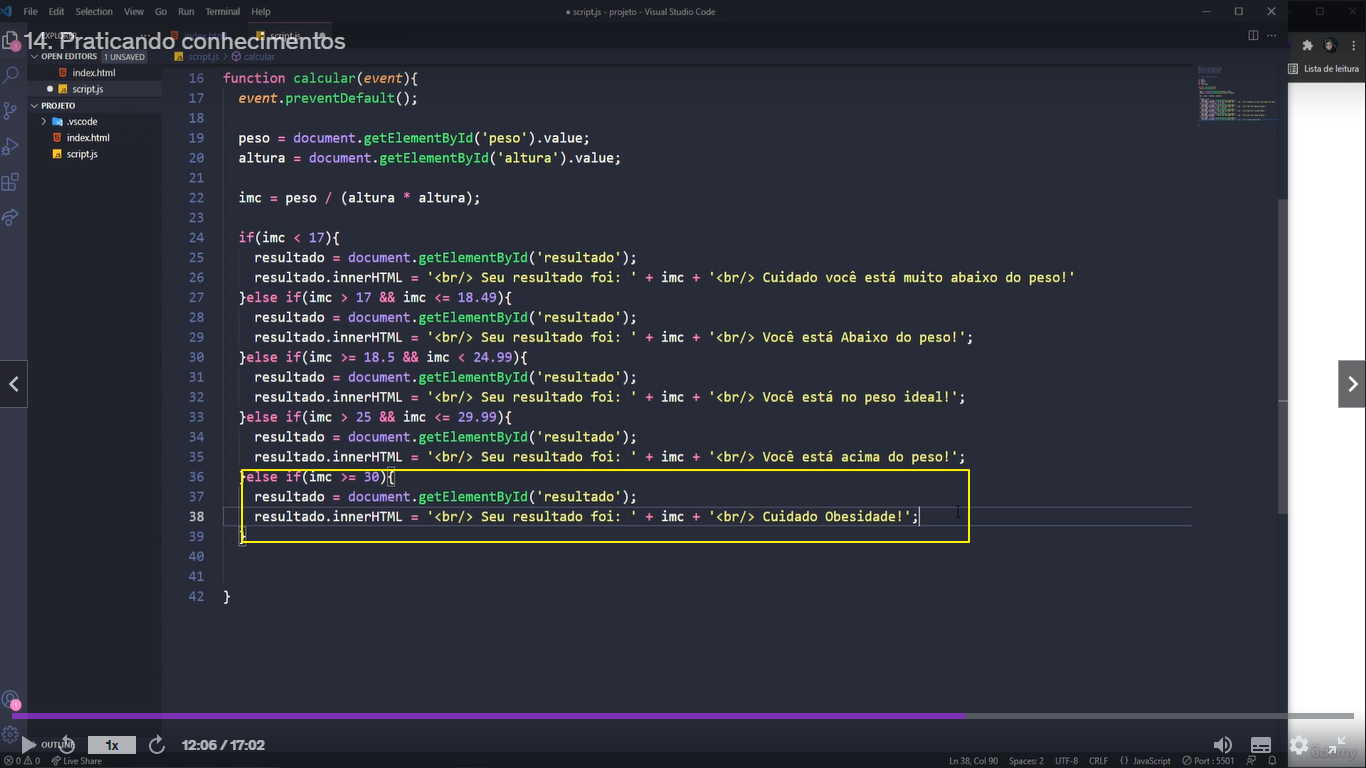 File Edit Selection View Go Run Terminal Help
● script.js - projeto - Visual Studio Code
14. Praticando conhecimentos
OPEN EDITORS 1 UNSAVED
script.js > calcular
index.html
● script.js
PROJETO
> .vscode
index.html
script.js
Lista de leitura
16 function calcular(event){
17 event.preventDefault();
18
19 peso = document.getElementById('peso').value;
20 altura = document.getElementById('altura').value;
21
22 imc = peso / (altura * altura);
23
24 if(imc < 17){
25 resultado = document.getElementById('resultado');
26 resultado.innerHTML = '<br/> Seu resultado foi: ' + imc + '<br/> Cuidado você está muito abaixo do peso!'
27 }else if(imc > 17 && imc <= 18.49){
28 resultado = document.getElementById('resultado');
29 resultado.innerHTML = '<br/> Seu resultado foi: ' + imc + '<br/> Você está Abaixo do peso!';
30 }else if(imc >= 18.5 && imc < 24.99){
31 resultado = document.getElementById('resultado');
32 resultado.innerHTML = '<br/> Seu resultado foi: ' + imc + '<br/> Você está no peso ideal!';
33 }else if(imc > 25 && imc <= 29.99){
34 resultado = document.getElementById('resultado');
35 resultado.innerHTML = '<br/> Seu resultado foi: ' + imc + '<br/> Você está acima do peso!';
36 }else if(imc >= 30){
37 resultado = document.getElementById('resultado');
38 resultado.innerHTML = '<br/> Seu resultado foi: ' + imc + '<br/> Cuidado Obesidade!';
39 }
40
41
42 }
1
1
OUTLINE
1x
12:06 / 17:02
Udemy
0 0 Live Share
Ln 38, Col 90 Spaces: 2 UTF-8 CRLF {} JavaScript Port : 5501